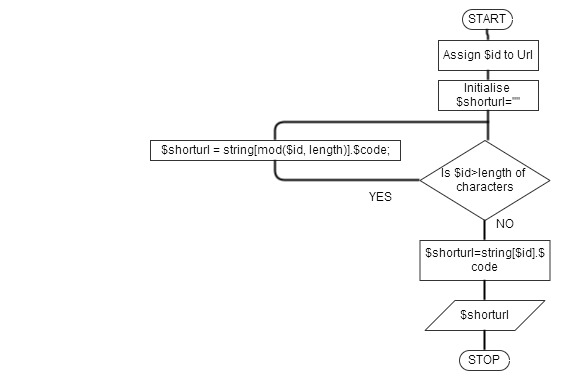 START
Assign $id to Url
Initialise
$shorturl=""
$shorturl = string[mod($id, length)].$code;
Is $id>length of
characters
YES
NO
$shorturl=string[$id].$
code
$shorturl
STOP